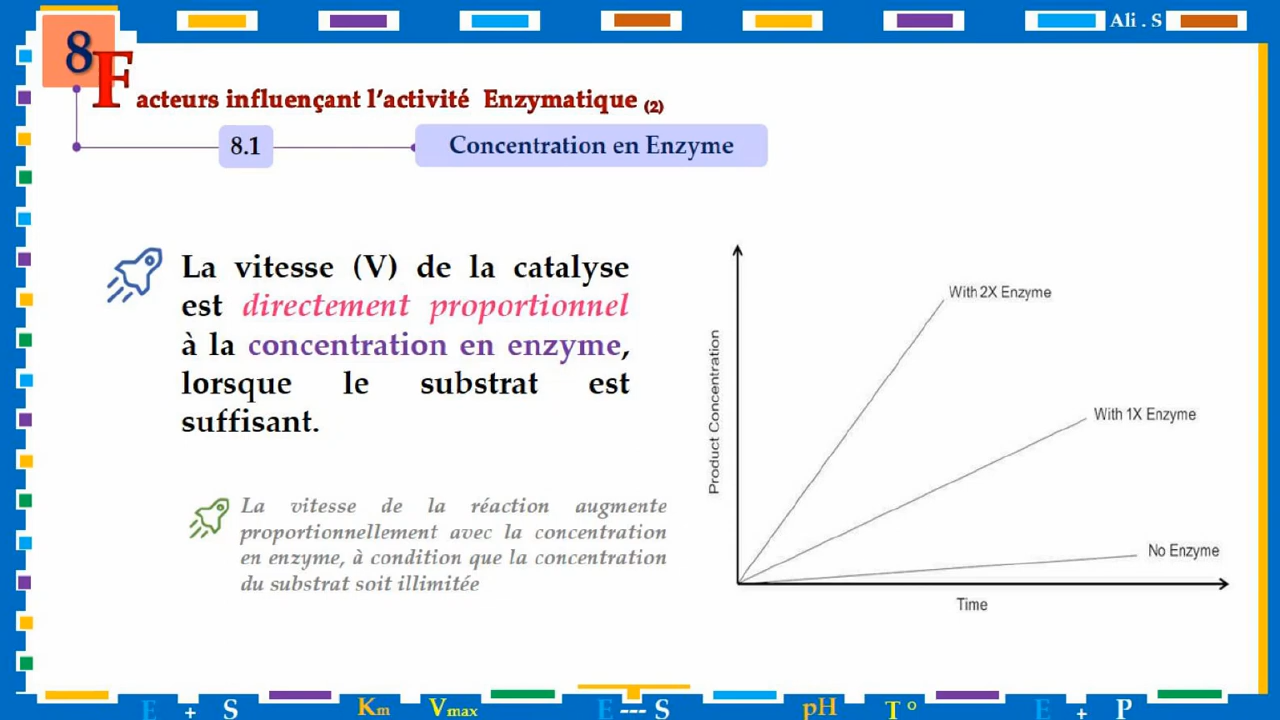 Ali . S
8
Facteurs influençant l'activité Enzymatique (2)
8.1
Concentration en Enzyme
La vitesse (V) de la catalyse
est directement proportionnel
à la concentration en enzyme,
lorsque le substrat est
suffisant.
La vitesse de la réaction augmente
proportionnellement avec la concentration
en enzyme, à condition que la concentration
du substrat soit illimitée
With 2X Enzyme
With 1X Enzyme
No Enzyme
Product Concentration
Time
E + S Km Vmax E --- S pH T° E + P